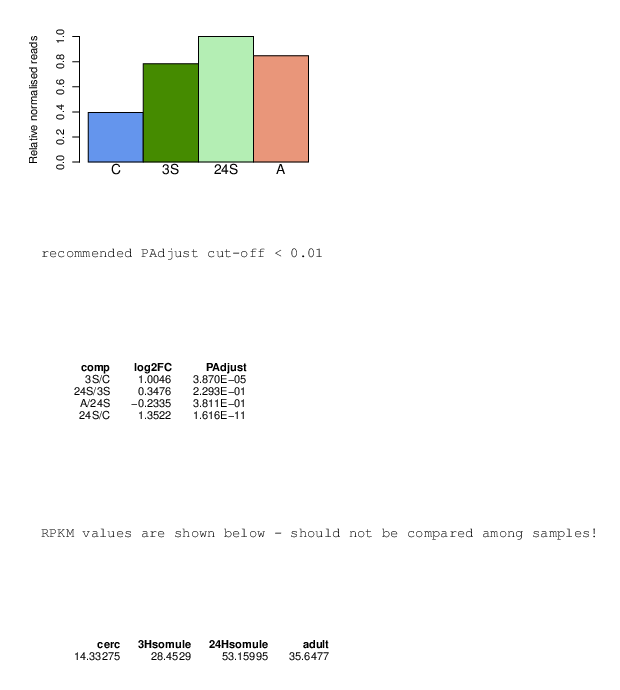 Relative normalised reads
1.0
0.8
0.6
0.4
0.2
0.0
C 3S 24S A
recommended PAdjust cut-off < 0.01
comp log2FC PAdjust
3S/C 1.0046 3.870E−05
24S/3S 0.3476 2.293E−01
A/24S −0.2335 3.811E−01
24S/C 1.3522 1.616E−11
RPKM values are shown below - should not be compared among samples!
cerc 3Hsomule 24Hsomule adult
14.33275 28.4529 53.15995 35.6477